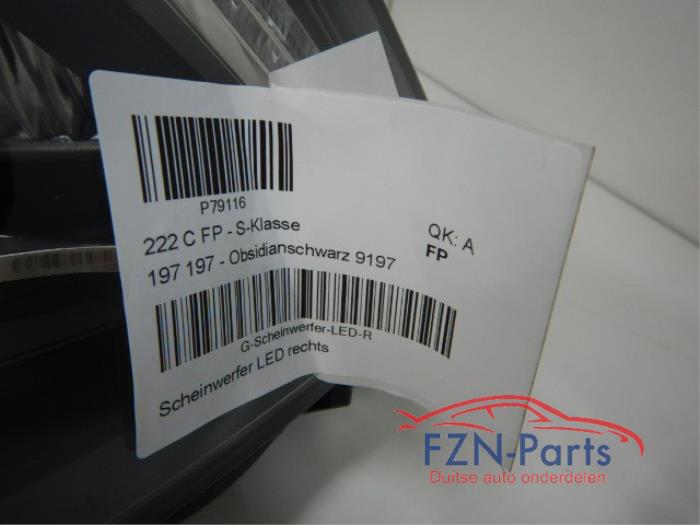 P79116
222 C FP - S-Klasse
QK: A
197 197 - Obsidianschwarz 9197
FP
G-Scheinwerfer-LED-R
Scheinwerfer LED rechts
FZN-Parts
Duitse auto onderdelen